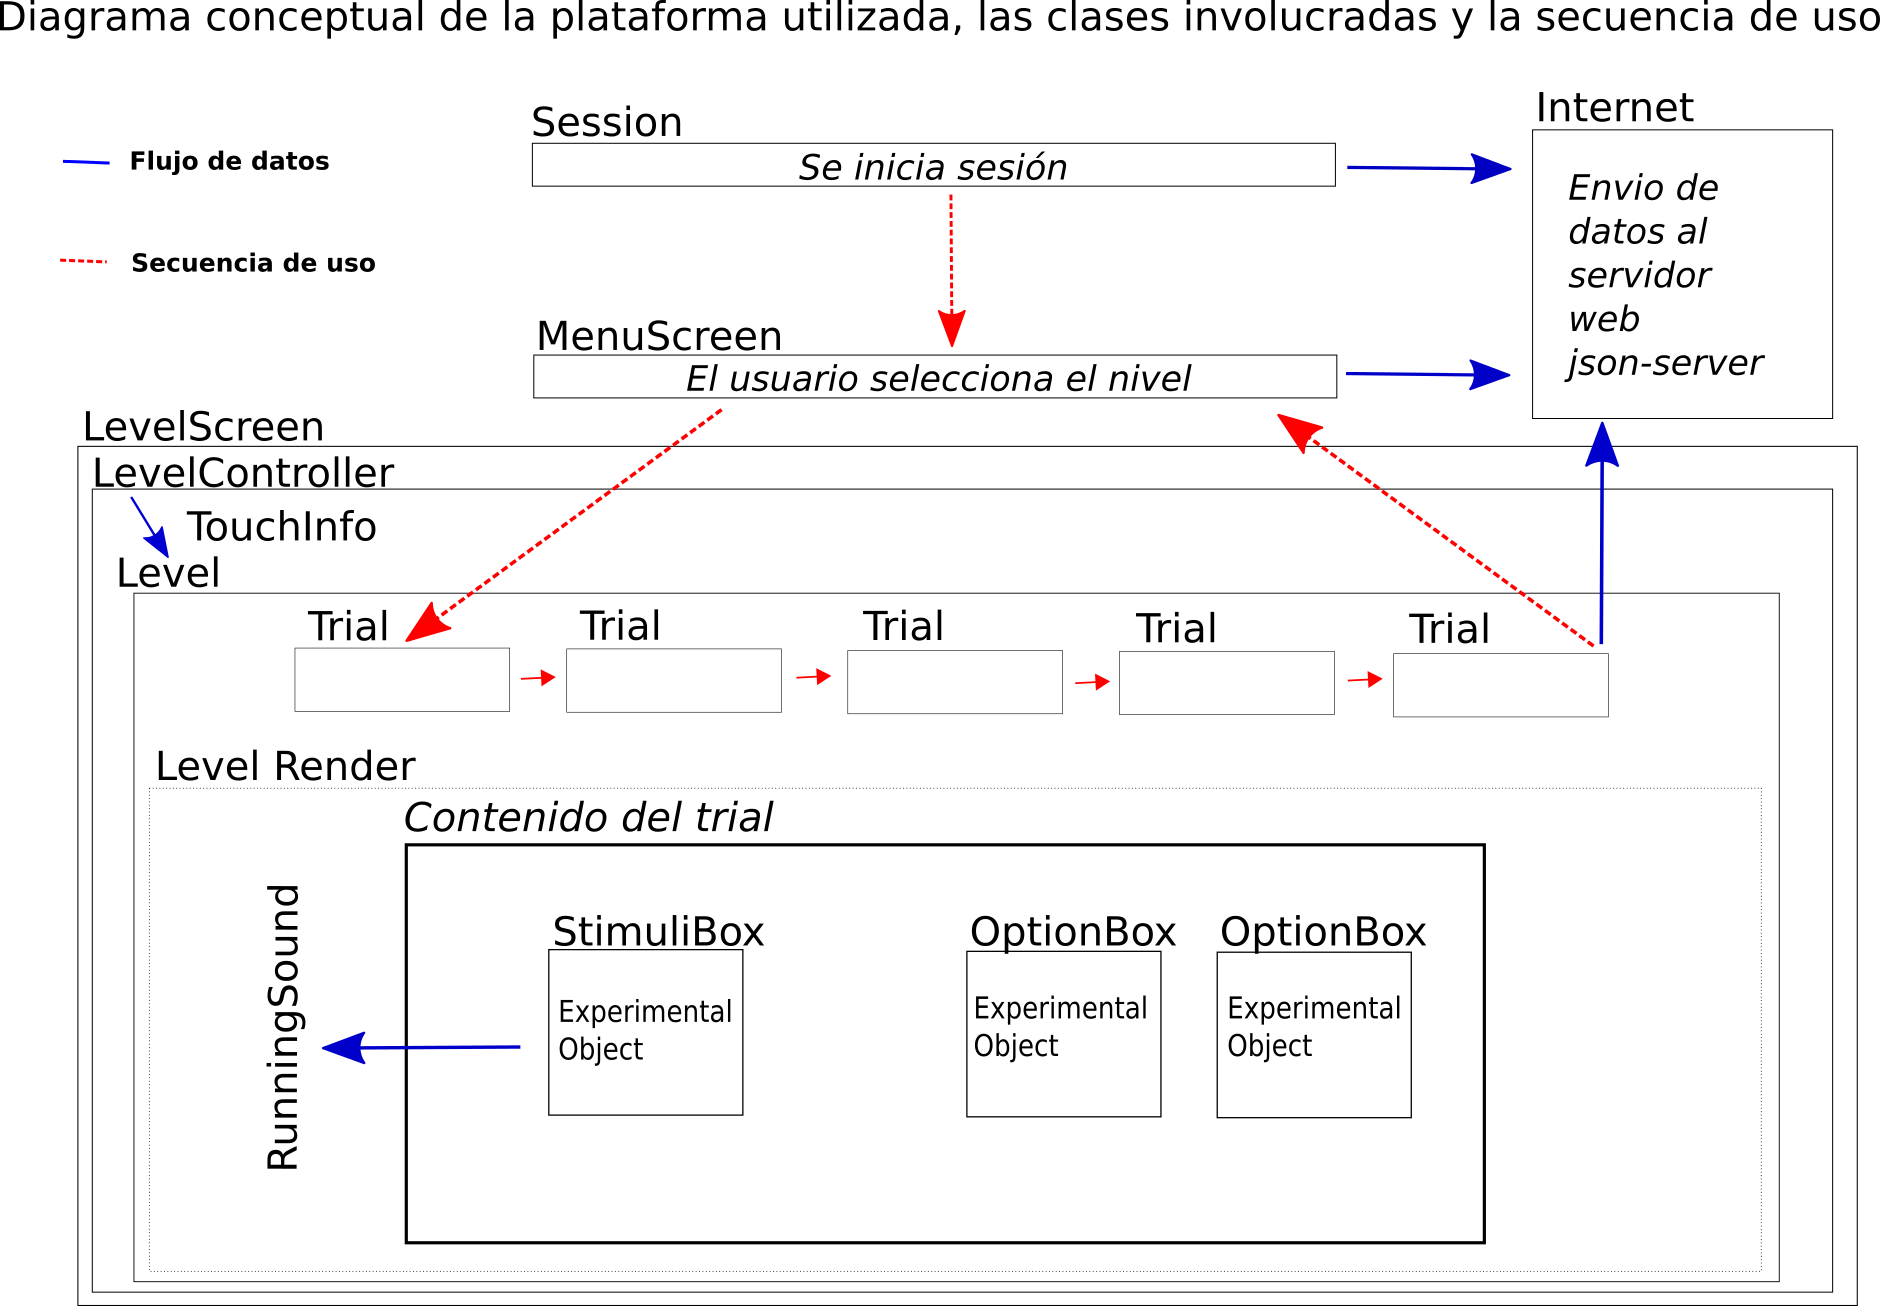 Diagrama conceptual de la plataforma utilizada, las clases involucradas y la secuencia de uso
Flujo de datos
Secuencia de uso
Session
Se inicia sesión
Internet
Envio de
datos al
servidor
web
json-server
MenuScreen
El usuario selecciona el nivel
LevelScreen
LevelController
TouchInfo
Level
Trial
Trial
Trial
Trial
Trial
Level Render
Contenido del trial
RunningSound
StimuliBox
Experimental
Object
OptionBox
Experimental
Object
OptionBox
Experimental
Object